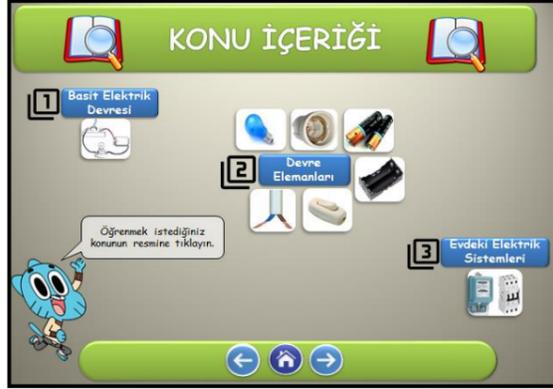 KONU İÇERİĞİ
1
Basit Elektrik
Devresi
2
Devre
Elemanları
Öğrenmek istediğiniz
konunun resmine tıklayın.
3
Evdeki Elektrik
Sistemleri